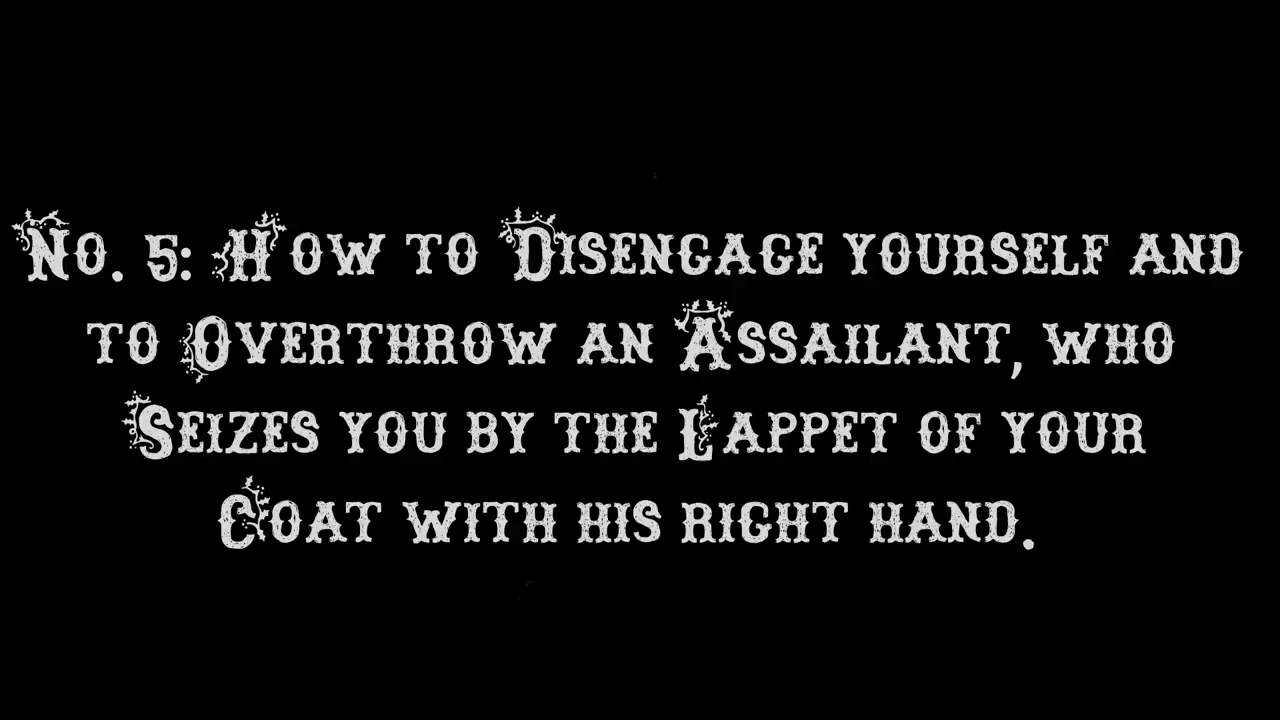 No. 5: How to Disengage yourself and
to Overthrow an Assailant, who
Seizes you by the Lappet of your
Coat with his right hand.